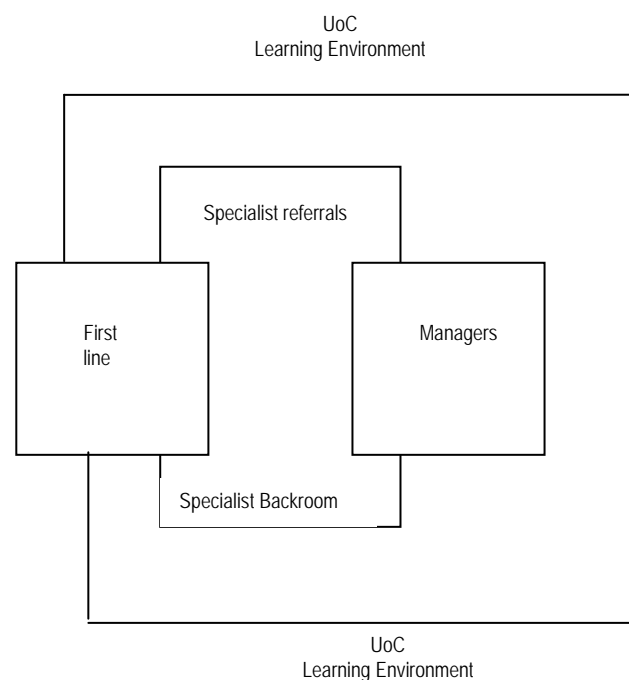 UoC
Learning Environment
Specialist referrals
First
line
Managers
Specialist Backroom
UoC
Learning Environment